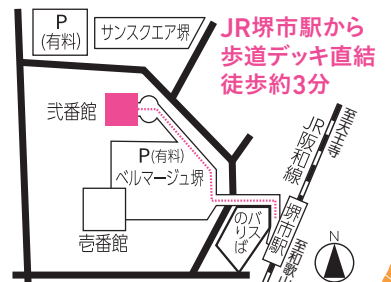 P
(有料)
サンスクエア堺
JR堺市駅から
歩道デッキ直結
徒歩約3分
弐番館
P(有料)
ベルマージュ堺
壱番館
バス
のりば
至天王寺
JR阪和線
堺市駅
至和歌山
N